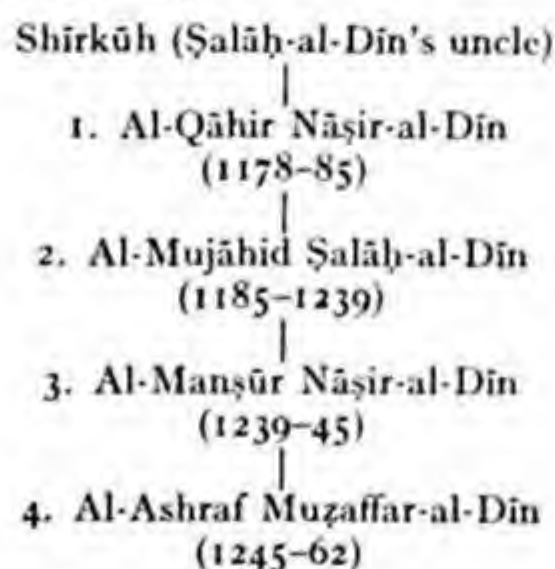 Shīrkūh (Ṣalāḥ-al-Dīn's uncle)
1. Al-Qāhir Nāṣir-al-Dīn
(1178–85)
2. Al-Mujāhid Ṣalāḥ-al-Dīn
(1185–1239)
3. Al-Manṣūr Nāṣir-al-Dīn
(1239–45)
4. Al-Ashraf Muẓaffar-al-Dīn
(1245–62)